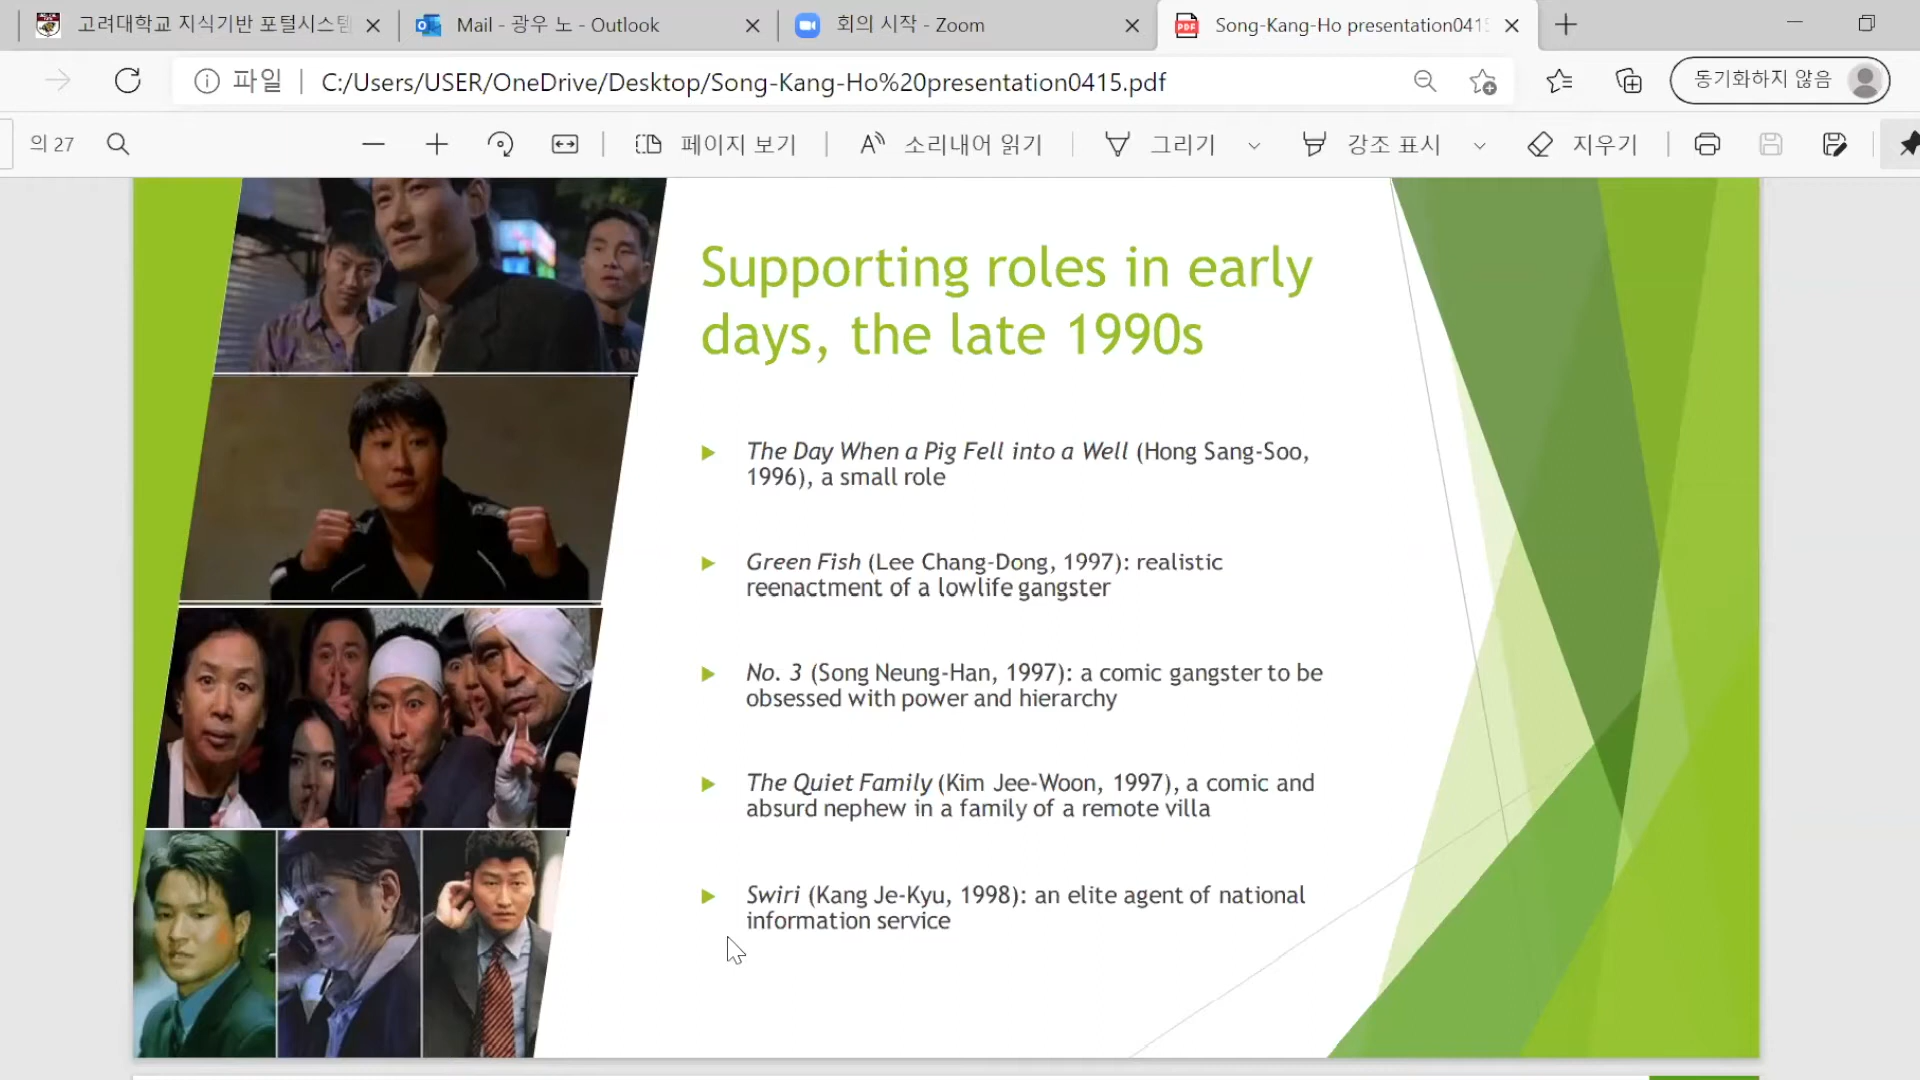 고려대학교 지식기반 포털시스템
Mail - 광우 노 - Outlook
회의 시작 - Zoom
Song-Kang-Ho presentation041
파일
C:/Users/USER/OneDrive/Desktop/Song-Kang-Ho%20presentation0415.pdf
동기화하지 않음
의 27
페이지 보기
소리내어 읽기
그리기
강조 표시
지우기
Supporting roles in early
days, the late 1990s
The Day When a Pig Fell into a Well (Hong Sang-Soo,
1996), a small role
Green Fish (Lee Chang-Dong, 1997): realistic
reenactment of a lowlife gangster
No. 3 (Song Neung-Han, 1997): a comic gangster to be
obsessed with power and hierarchy
The Quiet Family (Kim Jee-Woon, 1997), a comic and
absurd nephew in a family of a remote villa
Swiri (Kang Je-Kyu, 1998): an elite agent of national
information service